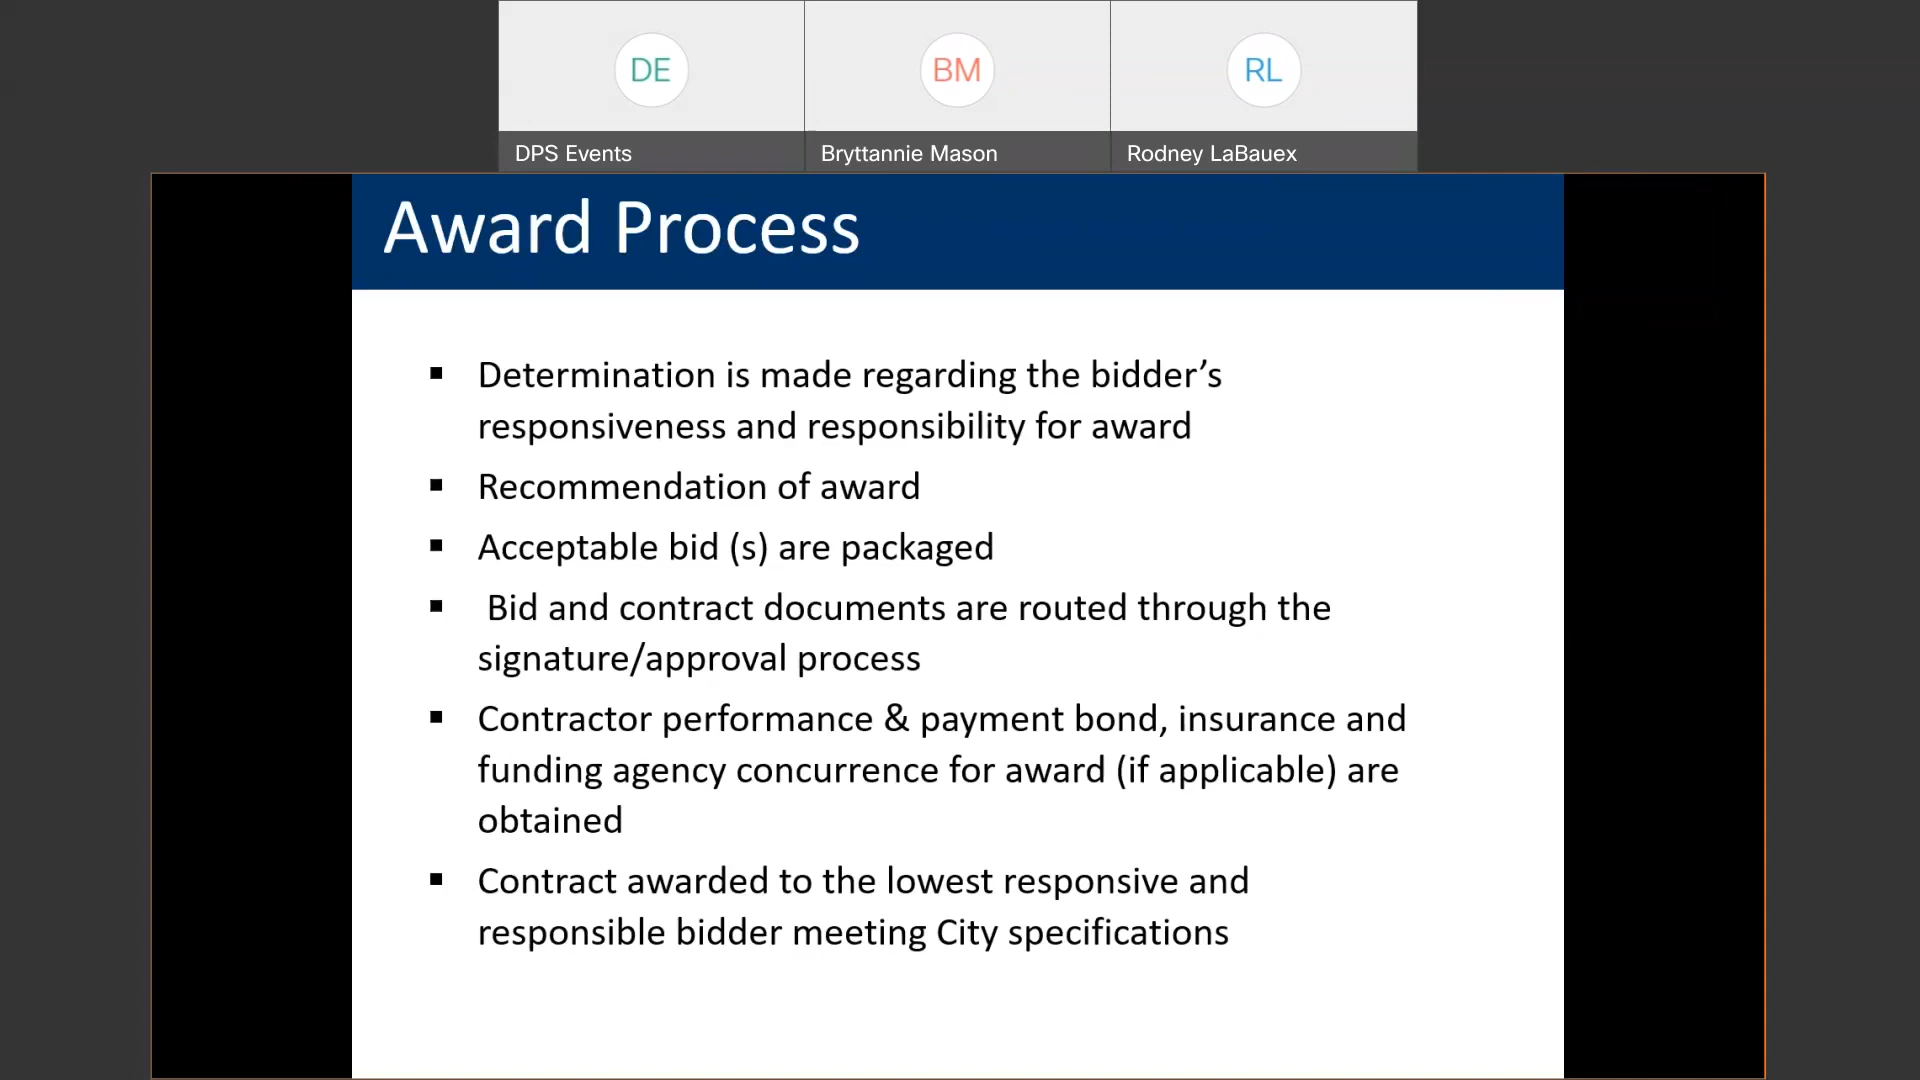 DE
BM
RL
DPS Events
Bryttannie Mason
Rodney LaBauex
Award Process
▪ Determination is made regarding the bidder’s
responsiveness and responsibility for award
▪ Recommendation of award
▪ Acceptable bid (s) are packaged
▪ Bid and contract documents are routed through the
signature/approval process
▪ Contractor performance & payment bond, insurance and
funding agency concurrence for award (if applicable) are
obtained
▪ Contract awarded to the lowest responsive and
responsible bidder meeting City specifications